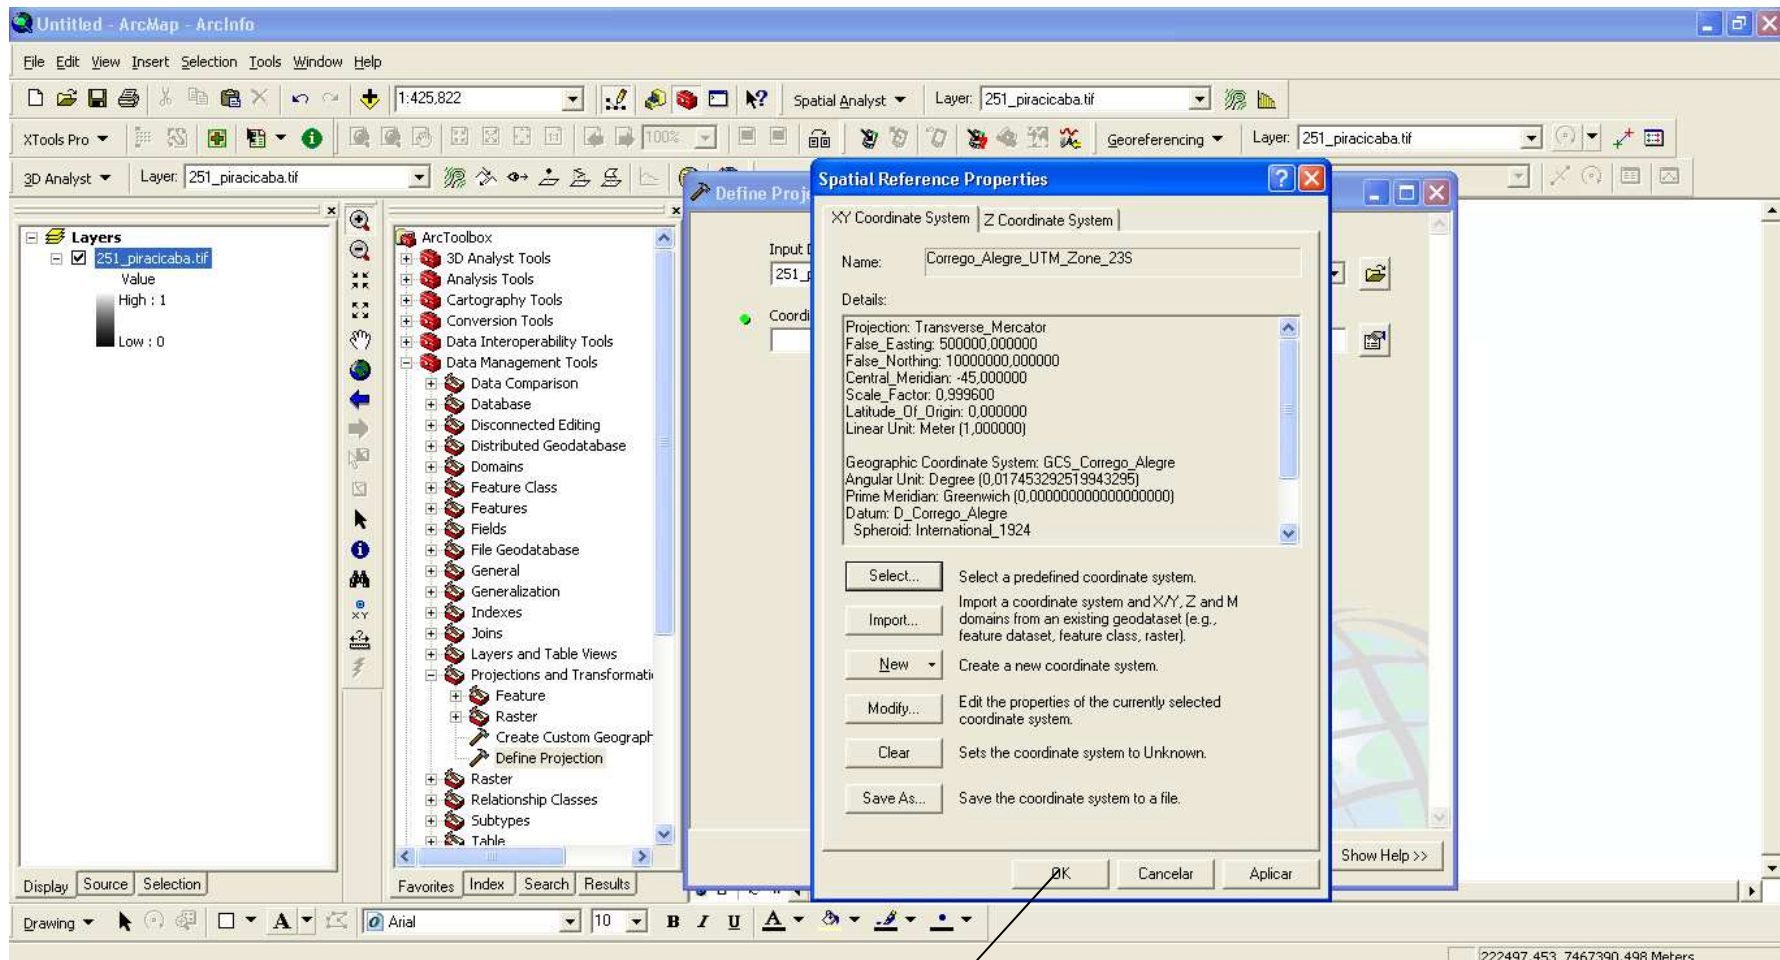 Untitled - ArcMap - ArcInfo
File Edit View Insert Selection Tools Window Help
1:425,822
Spatial Analyst
Layer: 251_piracicaba.tif
XTools Pro
100%
Georeferencing
Layer: 251_piracicaba.tif
3D Analyst
Layer: 251_piracicaba.tif
Layers
251_piracicaba.tif
Value
High : 1
Low : 0
Display Source Selection
ArcToolbox
3D Analyst Tools
Analysis Tools
Cartography Tools
Conversion Tools
Data Interoperability Tools
Data Management Tools
Data Comparison
Database
Disconnected Editing
Distributed Geodatabase
Domains
Feature Class
Features
Fields
File Geodatabase
General
Generalization
Indexes
Joins
Layers and Table Views
Projections and Transformati
Feature
Raster
Create Custom Geograph
Define Projection
Raster
Relationship Classes
Subtypes
Table
Favorites Index Search Results
Define Proje
Input D
251_p
Coordi
Show Help >>
Spatial Reference Properties
XY Coordinate System Z Coordinate System
Name: Corrego_Alegre_UTM_Zone_23S
Details:
Projection: Transverse_Mercator
False_Easting: 500000,000000
False_Northing: 10000000,000000
Central_Meridian: -45,000000
Scale_Factor: 0,999600
Latitude_Of_Origin: 0,000000
Linear Unit: Meter (1,000000)
Geographic Coordinate System: GCS_Corrego_Alegre
Angular Unit: Degree (0,017453292519943295)
Prime Meridian: Greenwich (0,000000000000000000)
Datum: D_Corrego_Alegre
Spheroid: International_1924
Select... Select a predefined coordinate system.
Import... Import a coordinate system and X/Y, Z and M
domains from an existing geodataset (e.g.,
feature dataset, feature class, raster).
New Create a new coordinate system.
Modify... Edit the properties of the currently selected
coordinate system.
Clear Sets the coordinate system to Unknown.
Save As... Save the coordinate system to a file.
OK Cancelar Aplicar
Drawing
A
Arial
10
B I U A
222497,453 7467390,498 Meters